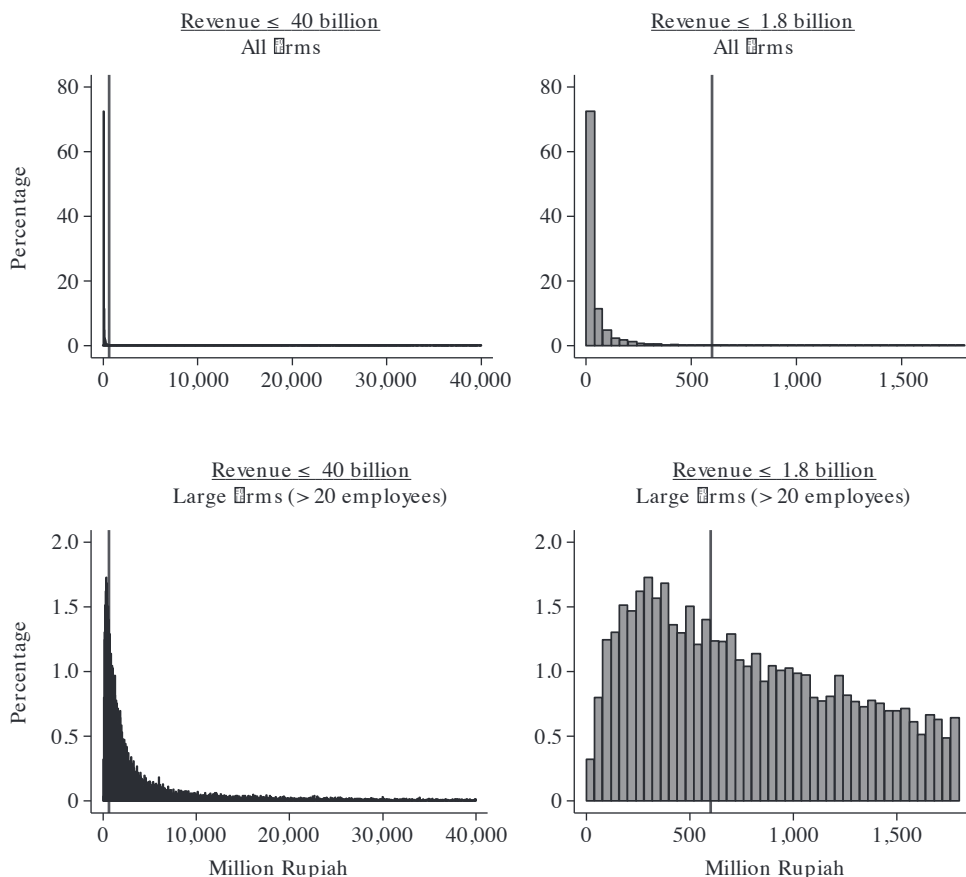 Revenue ≤ 40 billion
All rms
80
60
40
20
0
Percentage
0 10,000 20,000 30,000 40,000
Revenue ≤ 1.8 billion
All rms
80
60
40
20
0
0 500 1,000 1,500
Revenue ≤ 40 billion
Large rms (> 20 employees)
2.0
1.5
1.0
0.5
0
Percentage
0 10,000 20,000 30,000 40,000
Million Rupiah
Revenue ≤ 1.8 billion
Large rms (> 20 employees)
2.0
1.5
1.0
0.5
0
0 500 1,000 1,500
Million Rupiah